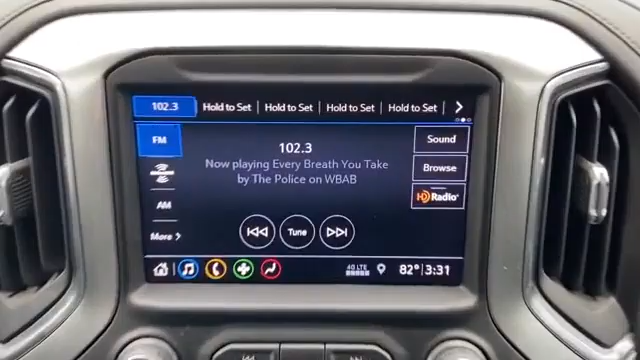 102.3 Hold to Set Hold to Set Hold to Set Hold to Set
FM
AM
More
102.3
Now playing Every Breath You Take
by The Police on WBAB
Tune
Sound
Browse
HD Radio
4G LTE
82° 3:31